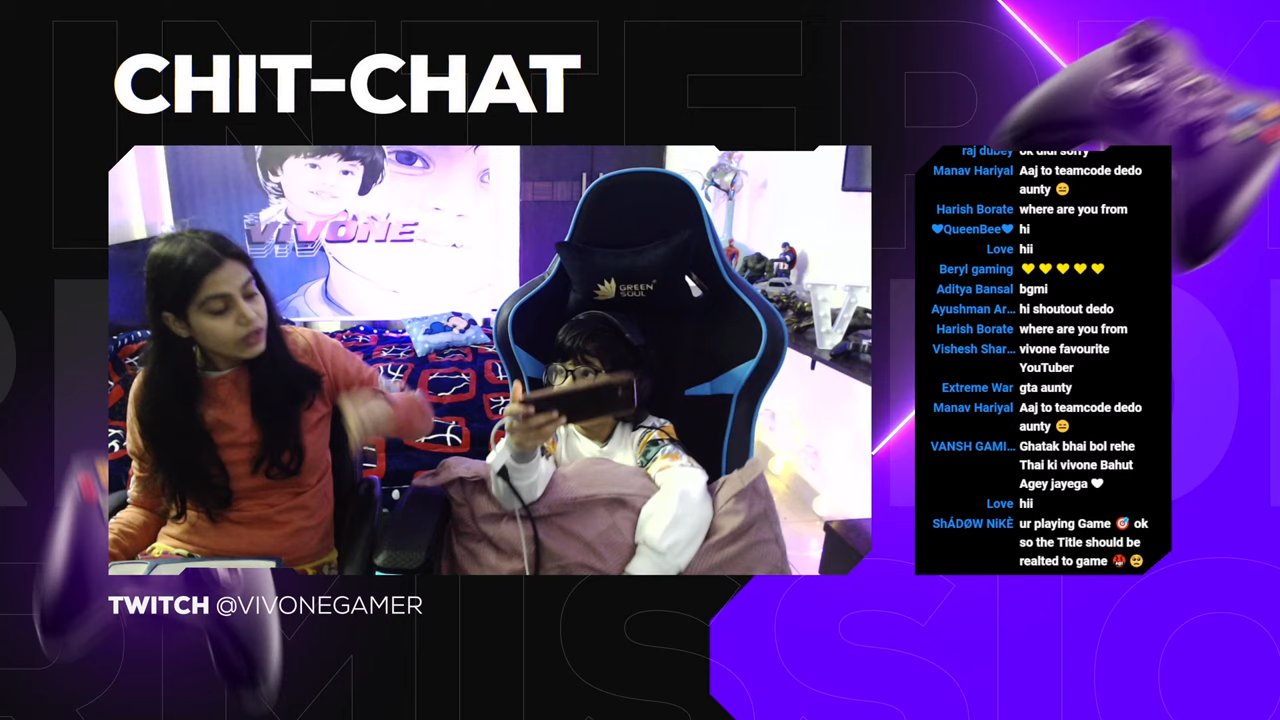 CHIT-CHAT
VIVONE
GREEN
SOUL
V
raj dubey ok didi sorry
Manav Hariyal Aaj to teamcode dedo
aunty 😑
Harish Borate where are you from
💙QueenBee💙 hi
Love hii
Beryl gaming 💛💛💛💛💛
Aditya Bansal bgmi
Ayushman Ar... hi shoutout dedo
Harish Borate where are you from
Vishesh Shar... vivone favourite
YouTuber
Extreme War gta aunty
Manav Hariyal Aaj to teamcode dedo
aunty 😑
VANSH GAMI... Ghatak bhai bol rehe
Thai ki vivone Bahut
Agey jayega 🤍
Love hii
ShÁDØW NiKÈ ur playing Game 🎯 ok
so the Title should be
realted to game 👹 🥺
TWITCH @VIVONEGAMER
INTERMISSION